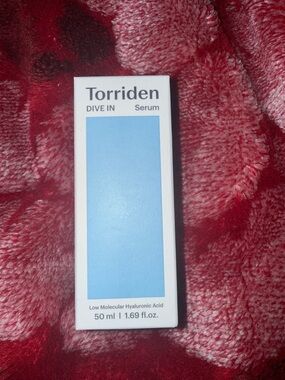 Torriden
DIVE IN Serum
Low Molecular Hyaluronic Acid
50 ml | 1.69 fl.oz.